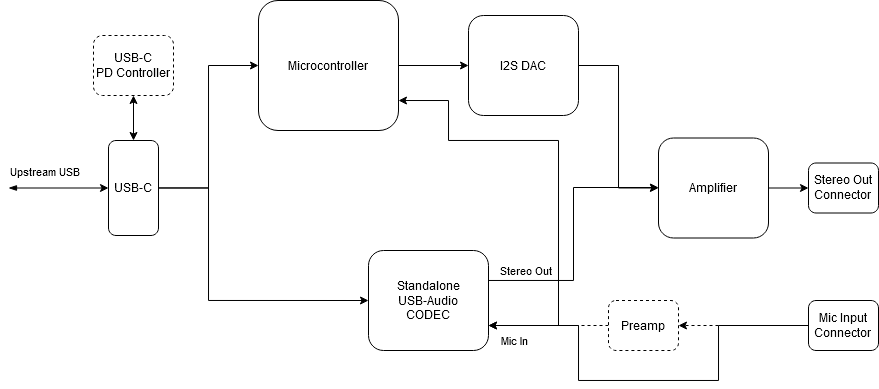 USB-C
PD Controller
Microcontroller
I2S DAC
Upstream USB
USB-C
Amplifier
Stereo Out
Connector
Standalone
USB-Audio
CODEC
Stereo Out
Mic In
Preamp
Mic Input
Connector